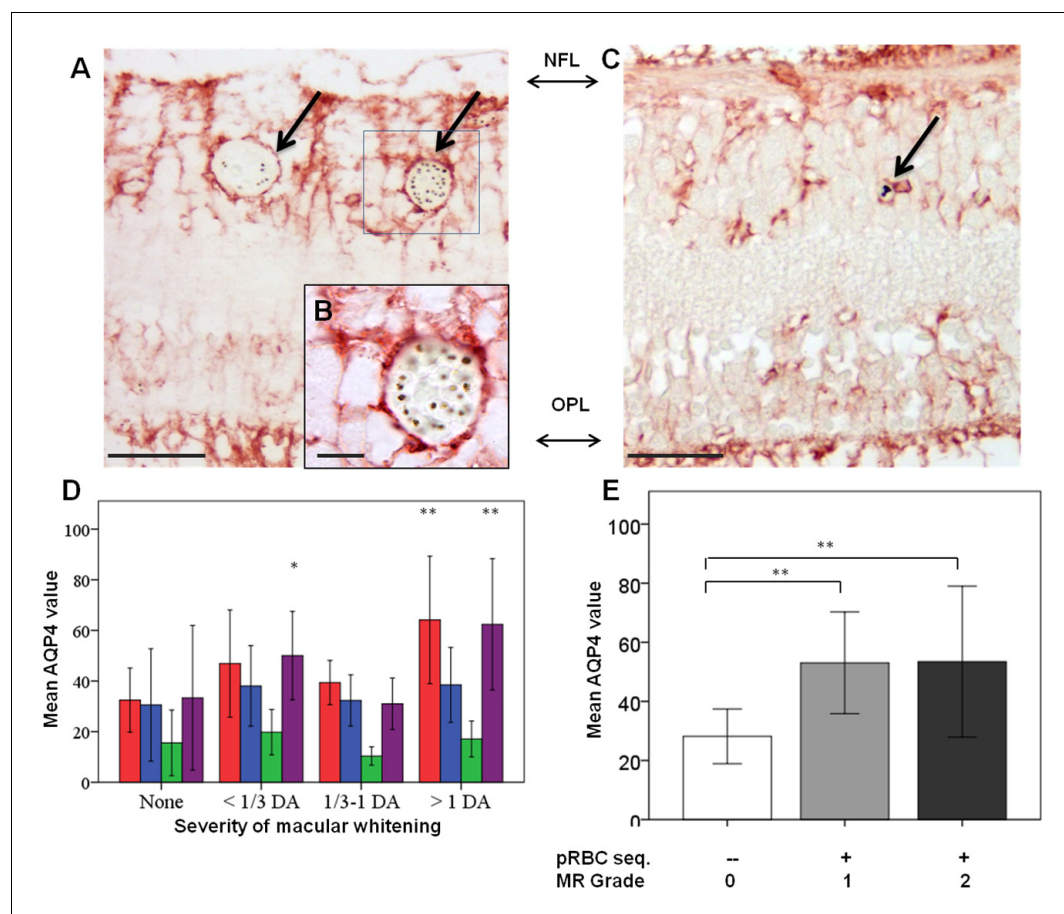 A
NFL
C
B
OPL
D
E
** **
*
100
80
60
40
20
0
Mean AQP4 value
None < 1/3 DA 1/3-1 DA > 1 DA
Severity of macular whitening
**
**
100
80
60
40
20
0
Mean AQP4 value
pRBC seq. -- + +
MR Grade 0 1 2